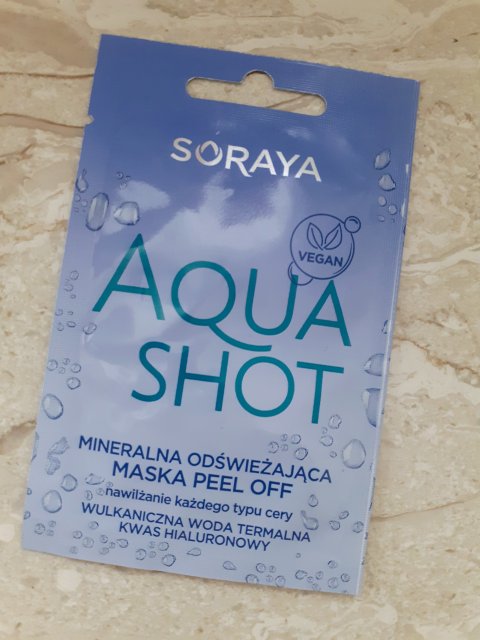 SORAYA
VEGAN
AQUA
SHOT
MINERALNA ODŚWIEŻAJĄCA
MASKA PEEL OFF
nawilżanie każdego typu cery
WULKANICZNA WODA TERMALNA
KWAS HIALURONOWY